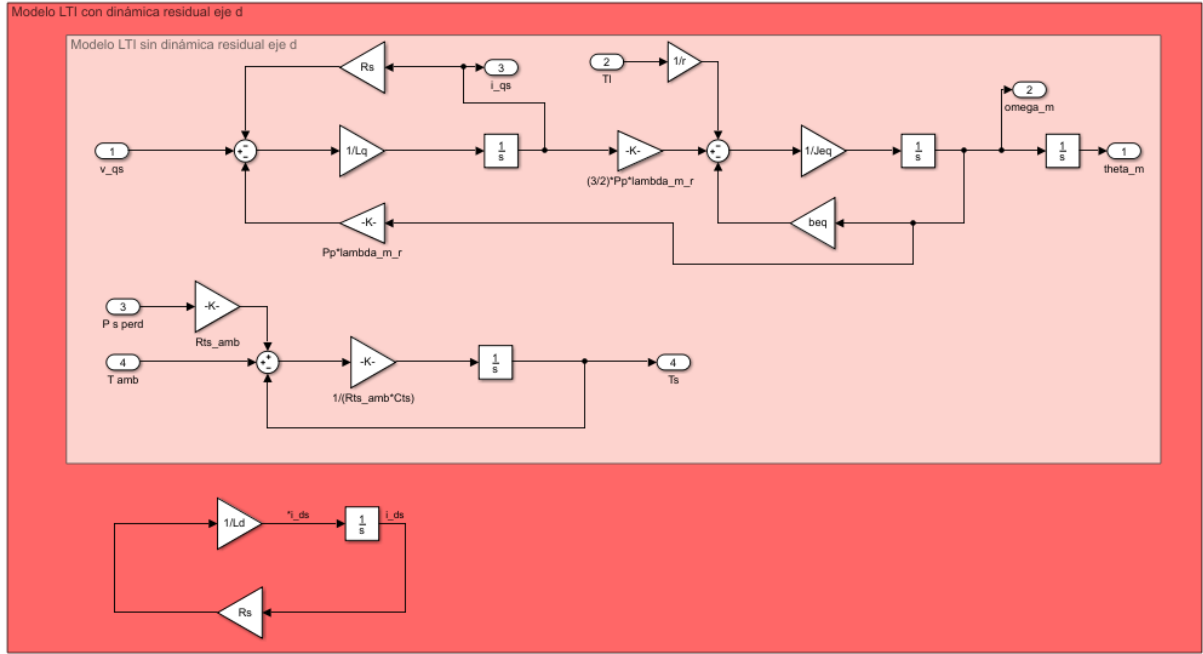 Modelo LTI con dinámica residual eje d
Modelo LTI sin dinámica residual eje d
Rs
3
i_qs
2
Tl
1/r
2
omega_m
1
v_qs
1/Lq
1
s
-K-
(3/2)*Pp*lambda_m_r
1/Jeq
1
s
1
s
1
theta_m
-K-
Pp*lambda_m_r
beq
3
P s perd
-K-
Rts_amb
4
T amb
-K-
1/(Rts_amb*Cts)
1
s
4
Ts
1/Ld
*i_ds
1
s
i_ds
Rs